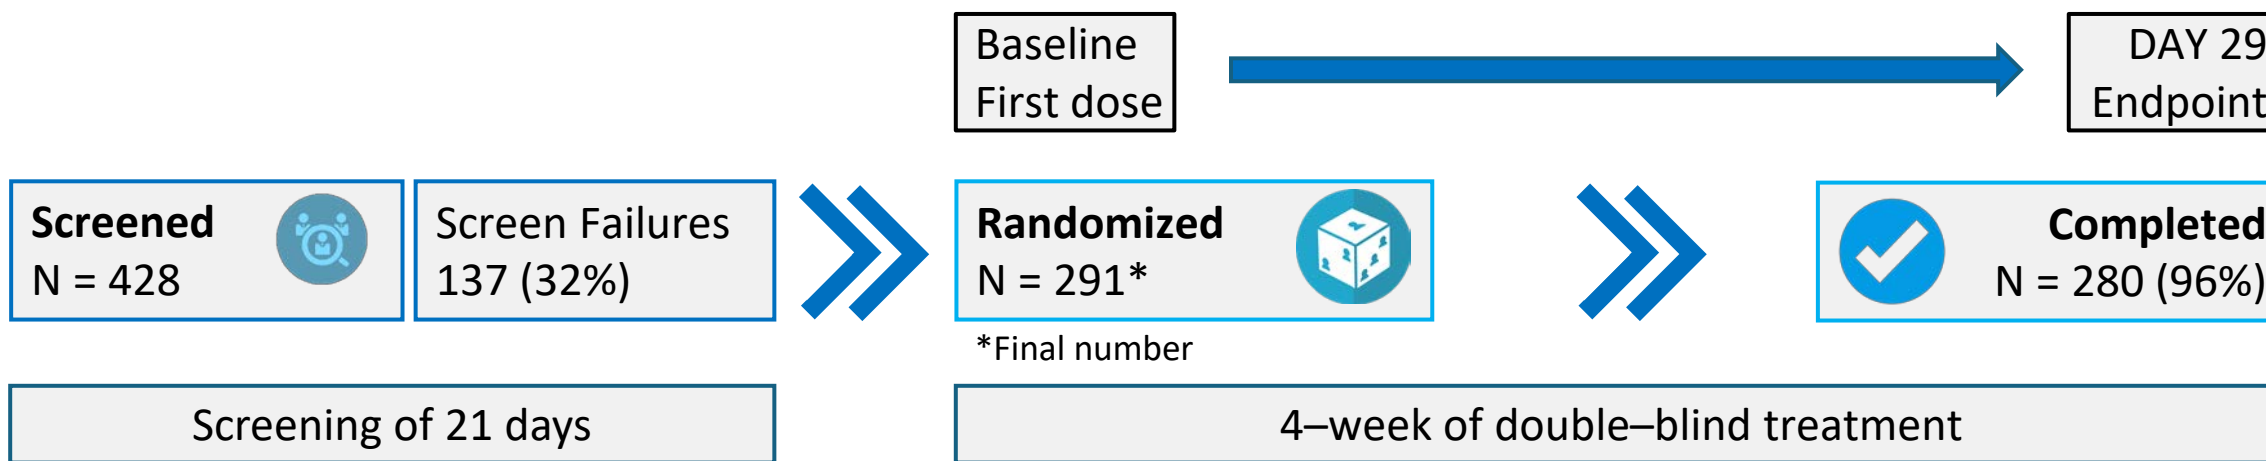 Baseline
First dose
DAY 29
Endpoint
Screened
N = 428
Screen Failures
137 (32%)
Randomized
N = 291*
Completed
N = 280 (96%)
*Final number
Screening of 21 days
4–week of double–blind treatment